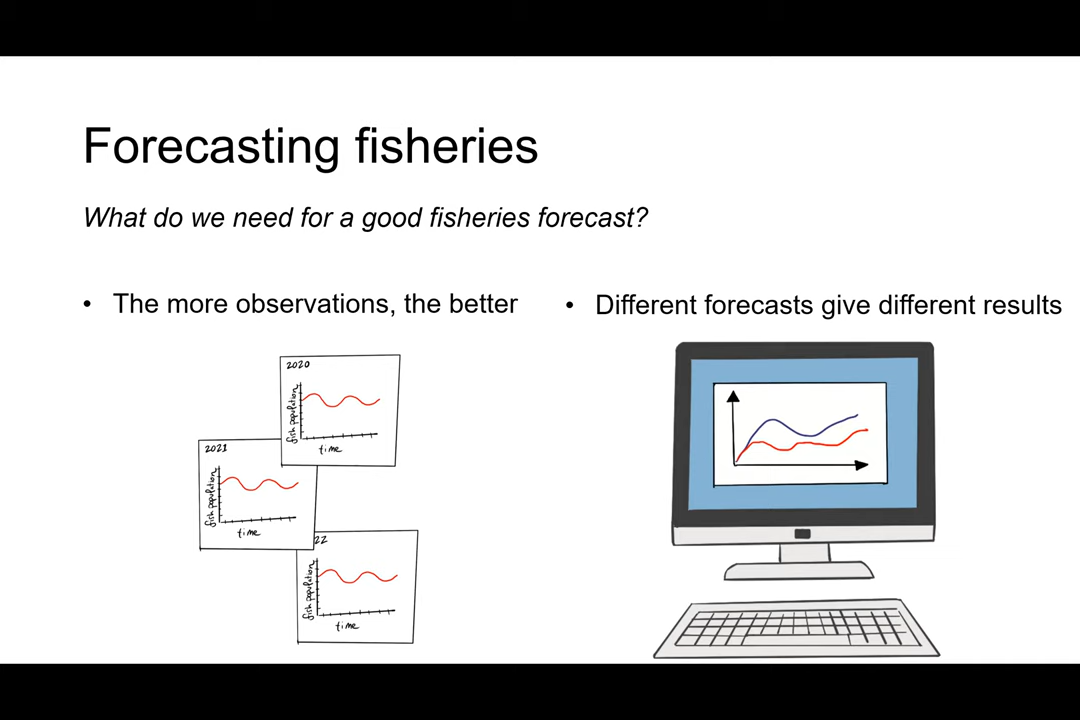 Forecasting fisheries
What do we need for a good fisheries forecast?
• The more observations, the better
• Different forecasts give different results
2020
fish population
time
2021
fish population
time
22
fish population
time